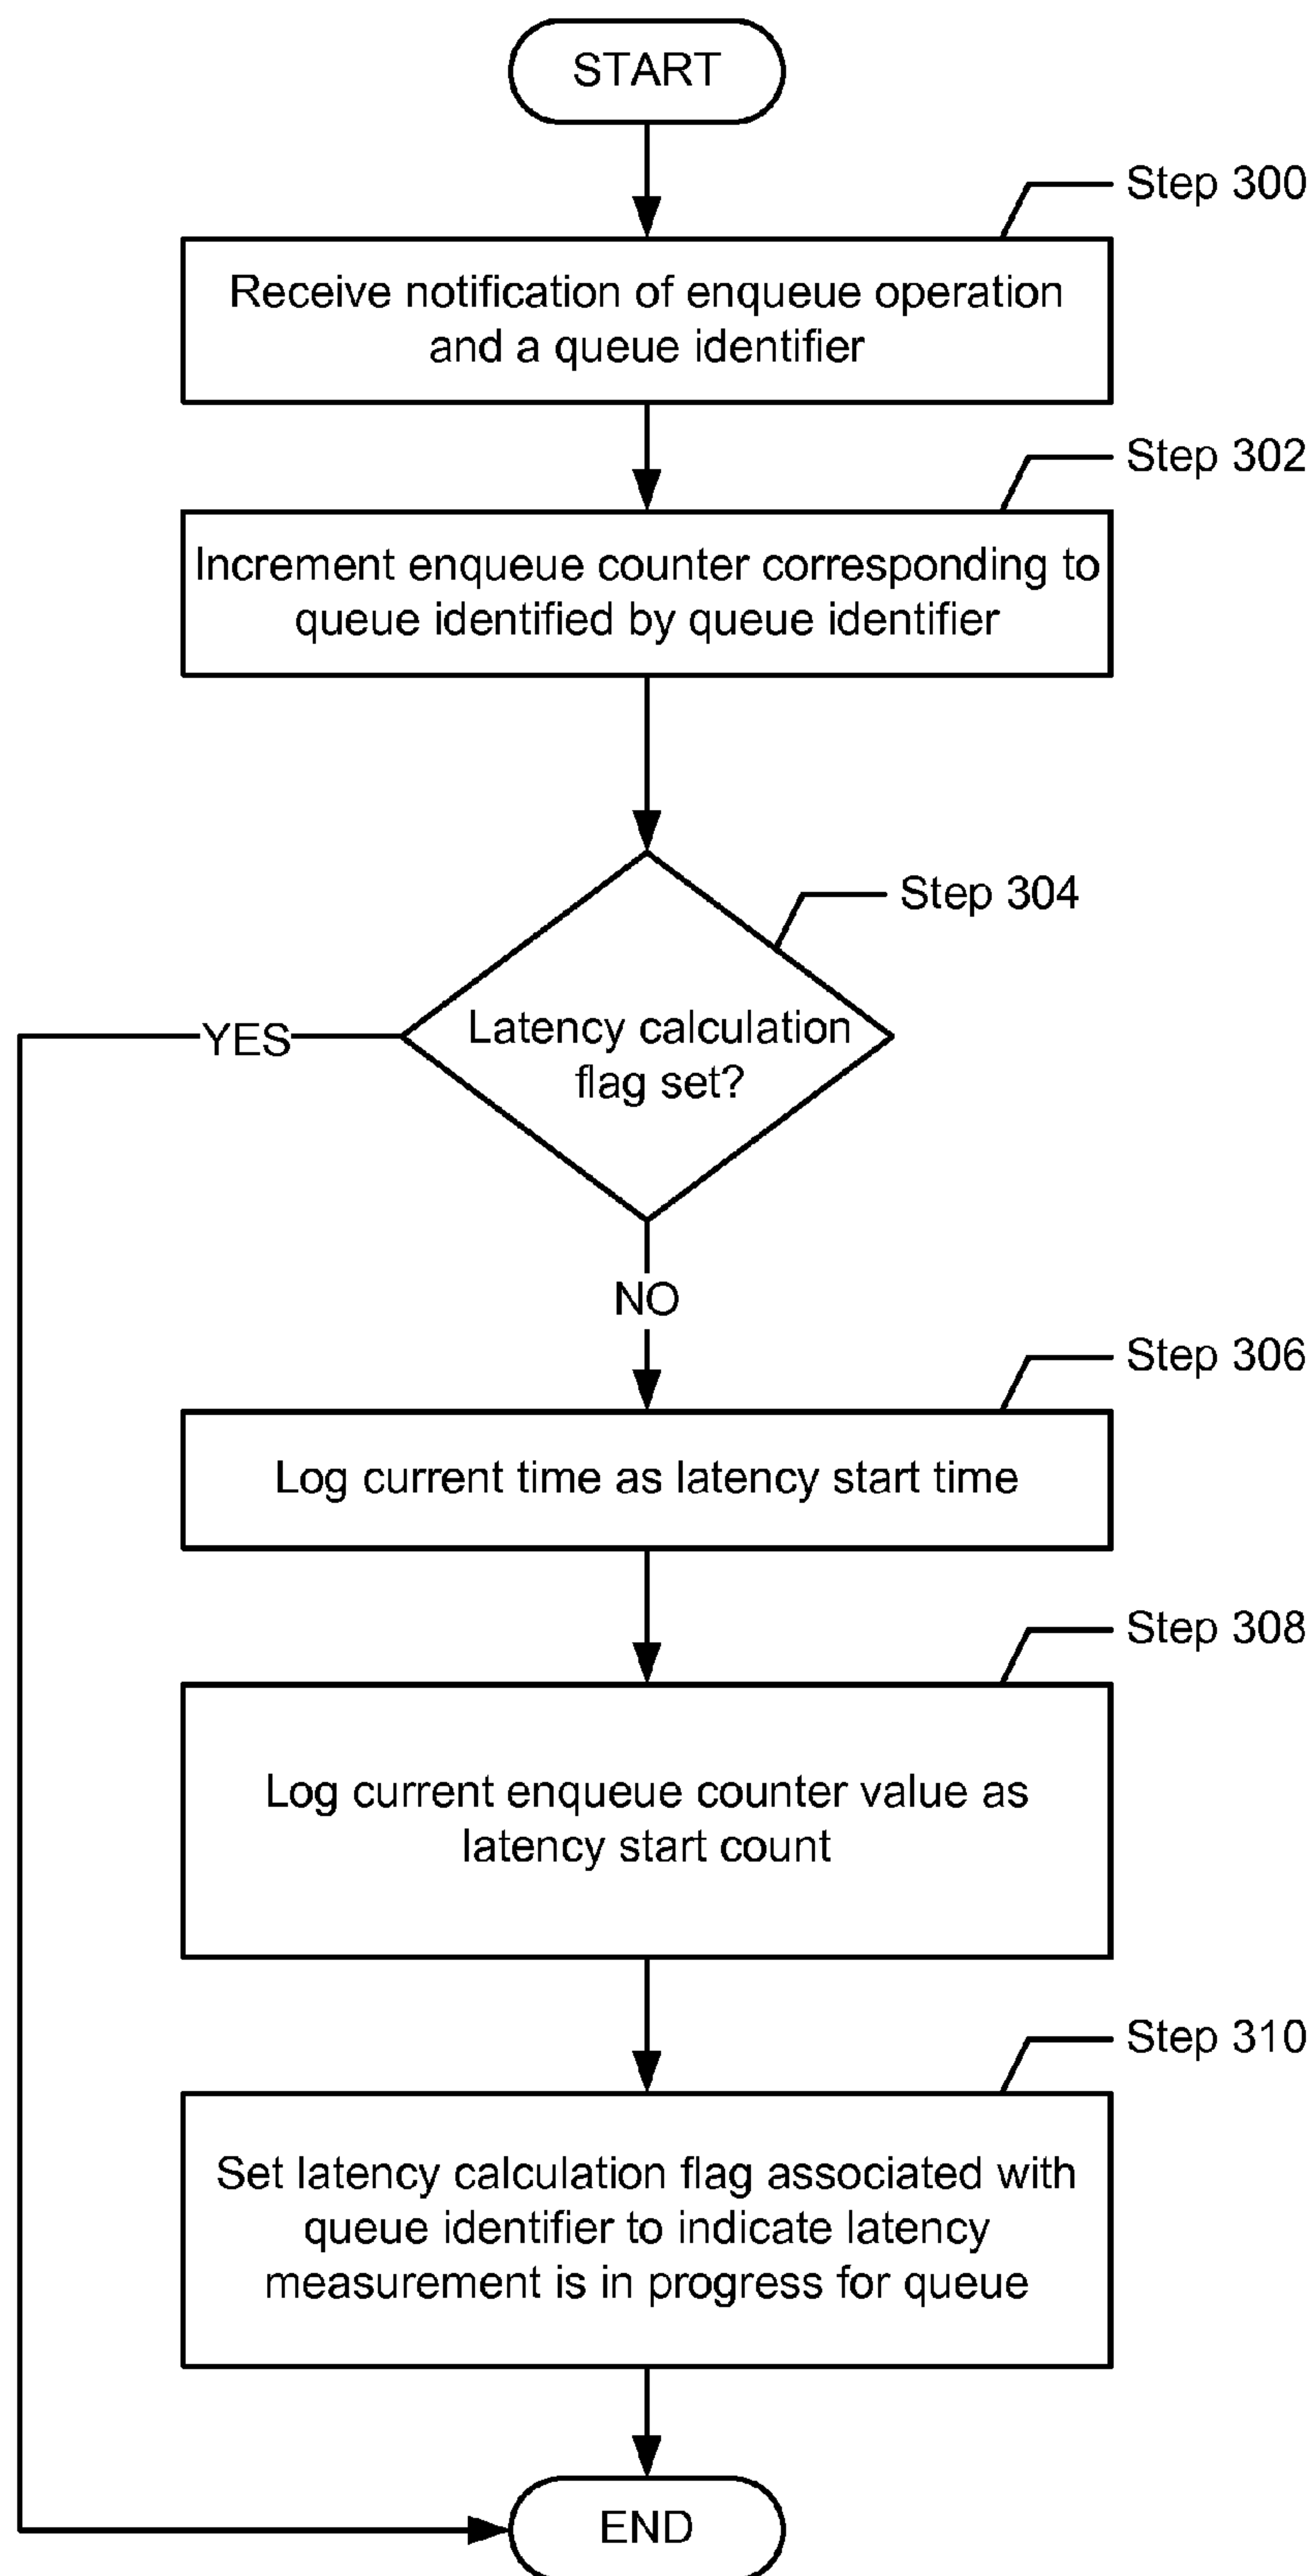 START
Step 300
Receive notification of enqueue operation
and a queue identifier
Step 302
Increment enqueue counter corresponding to
queue identified by queue identifier
Step 304
Latency calculation
flag set?
YES
NO
Step 306
Log current time as latency start time
Step 308
Log current enqueue counter value as
latency start count
Step 310
Set latency calculation flag associated with
queue identifier to indicate latency
measurement is in progress for queue
END